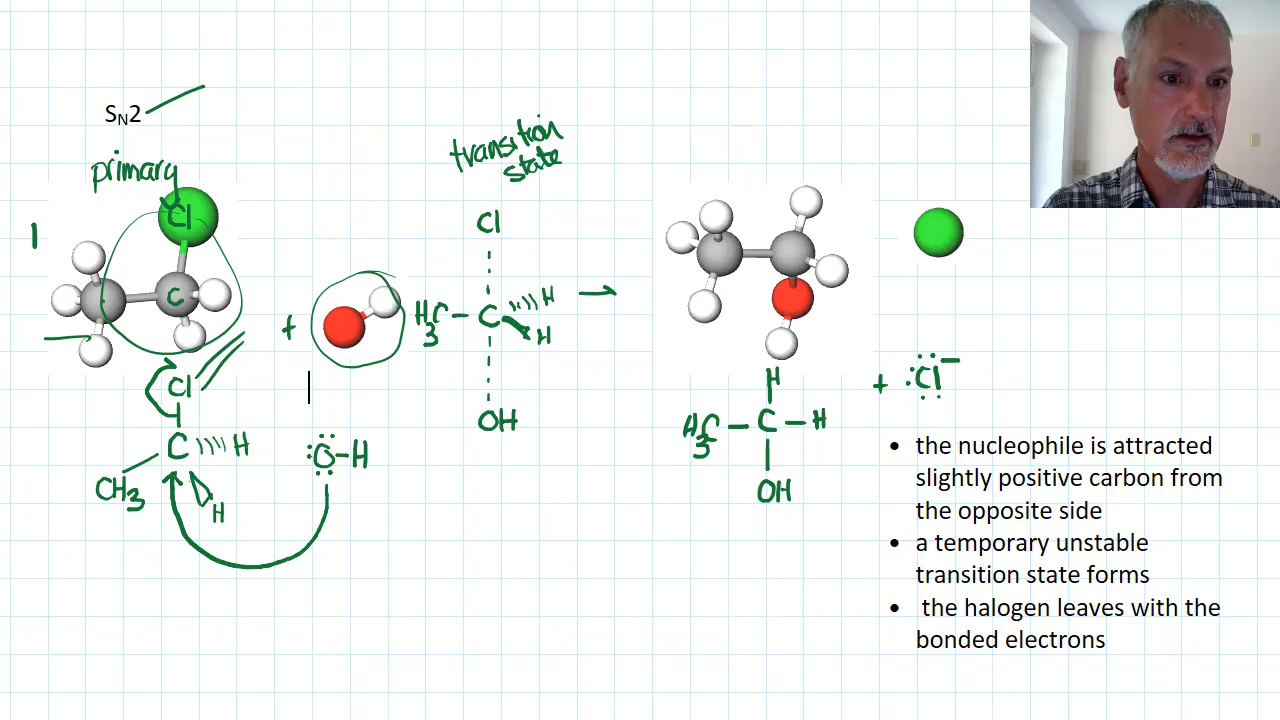 SN2
primary
transition
state
Cl
Cl
1
C
+
H3C – C H
H
OH
Cl
C H
CH3
H
:O–H
H
H3C – C – H
OH
+ :Cl–
• the nucleophile is attracted
slightly positive carbon from
the opposite side
• a temporary unstable
transition state forms
• the halogen leaves with the
bonded electrons